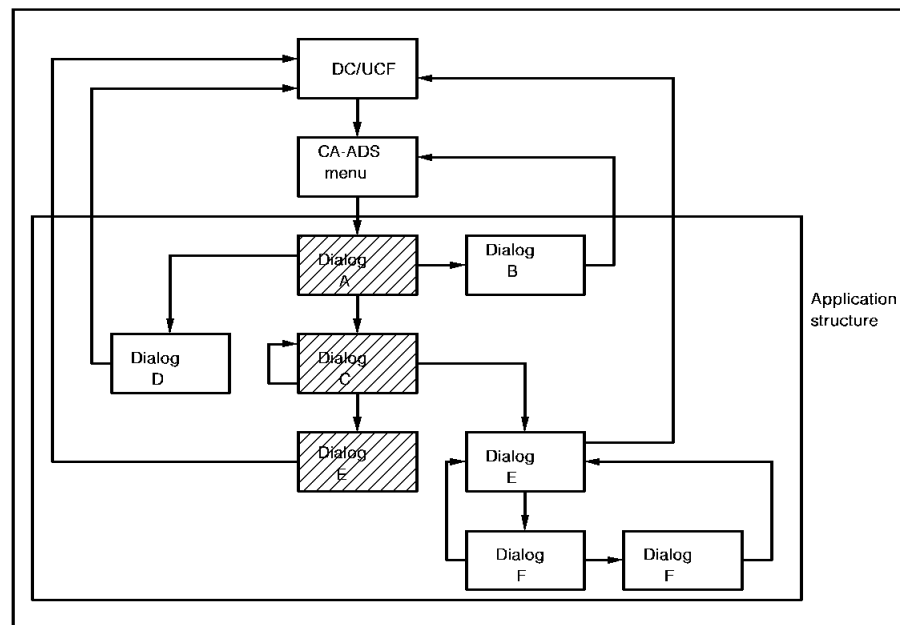 DC/UCF
CA-ADS
menu
Dialog
A
Dialog
B
Application
structure
Dialog
D
Dialog
C
Dialog
E
Dialog
E
Dialog
F
Dialog
F